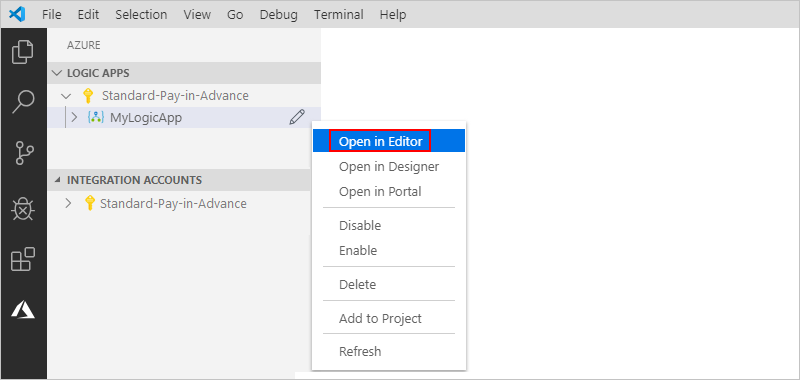 File Edit Selection View Go Debug Terminal Help
AZURE
LOGIC APPS
Standard-Pay-in-Advance
MyLogicApp
Open in Editor
Open in Designer
Open in Portal
Disable
Enable
Delete
Add to Project
Refresh
INTEGRATION ACCOUNTS
Standard-Pay-in-Advance